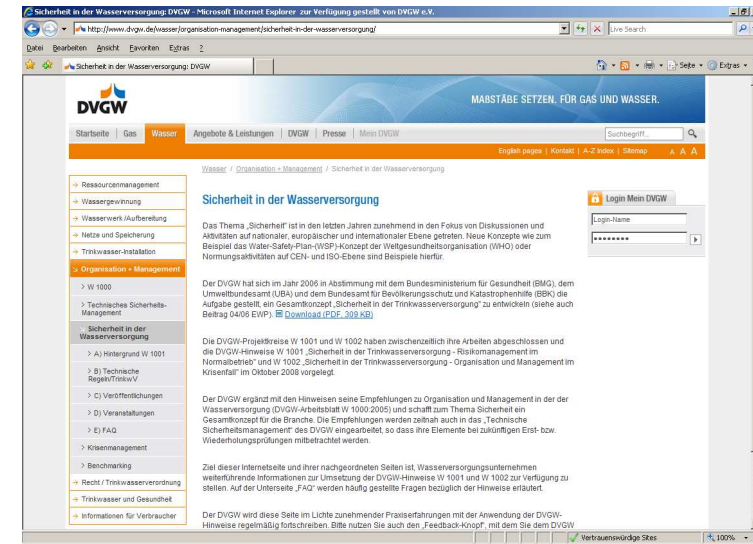 Sicherheit in der Wasserversorgung: DVGW - Microsoft Internet Explorer zur Verfügung gestellt von DVGW e.V.
http://www.dvgw.de/wasser/organisation-management/sicherheit-in-der-wasserversorgung/
Live Search
Datei Bearbeiten Ansicht Favoriten Extras ?
Sicherheit in der Wasserversorgung: DVGW
Seite Extras
DVGW
MAßSTÄBE SETZEN. FÜR GAS UND WASSER.
Startseite | Gas Wasser Angebote & Leistungen | DVGW | Presse | Mein DVGW
Suchbegriff...
English pages | Kontakt | A-Z Index | Sitemap A A A
Wasser / Organisation + Management / Sicherheit in der Wasserversorgung
Ressourcenmanagement
Wassergewinnung
Wasserwerk /Aufbereitung
Netze und Speicherung
Trinkwasser-Installation
Organisation + Management
> W 1000
> Technisches Sicherheits-
Management
Sicherheit in der
Wasserversorgung
> A) Hintergrund W 1001
> B) Technische
Regeln/TrinkwV
> C) Veröffentlichungen
> D) Veranstaltungen
> E) FAQ
> Krisenmanagement
> Benchmarking
Recht / Trinkwasserverordnung
Trinkwasser und Gesundheit
Informationen für Verbraucher
Sicherheit in der Wasserversorgung
Das Thema „Sicherheit" ist in den letzten Jahren zunehmend in den Fokus von Diskussionen und
Aktivitäten auf nationaler, europäischer und internationaler Ebene getreten. Neue Konzepte wie zum
Beispiel das Water-Safety-Plan-(WSP)-Konzept der Weltgesundheitsorganisation (WHO) oder
Normungsaktivitäten auf CEN- und ISO-Ebene sind Beispiele hierfür.
Der DVGW hat sich im Jahre 2006 in Abstimmung mit dem Bundesministerium für Gesundheit (BMG), dem
Umweltbundesamt (UBA) und dem Bundesamt für Bevölkerungsschutz und Katastrophenhilfe (BBK) die
Aufgabe gestellt, ein Gesamtkonzept „Sicherheit in der Trinkwasserversorgung" zu entwickeln (siehe auch
Beitrag 04/06 EWP). Download (PDF, 309 KB)
Die DVGW-Projektkreise W 1001 und W 1002 haben zwischenzeitlich ihre Arbeiten abgeschlossen und
die DVGW-Hinweise W 1001 „Sicherheit in der Trinkwasserversorgung - Risikomanagement im
Normalbetrieb" und W 1002 „Sicherheit in der Trinkwasserversorgung - Organisation und Management im
Krisenfall" im Oktober 2008 vorgelegt.
Der DVGW ergänzt mit den Hinweisen seine Empfehlungen zu Organisation und Management in der der
Wasserversorgung (DVGW-Arbeitsblatt W 1000:2005) und schafft zum Thema Sicherheit ein
Gesamtkonzept für die Branche. Die Empfehlungen werden zeitnah auch in das „Technische
Sicherheitsmanagement" des DVGW eingearbeitet, so dass ihre Elemente bei zukünftigen Erst- bzw.
Wiederholungsprüfungen mitbetrachtet werden.
Ziel dieser Internetseite und ihrer nachgeordneten Seiten ist, Wasserversorgungsunternehmen
weiterführende Informationen zur Umsetzung der DVGW-Hinweise W 1001 und W 1002 zur Verfügung zu
stellen. Auf der Unterseite „FAQ" werden häufig gestellte Fragen bezüglich der Hinweise erläutert.
Der DVGW wird diese Seite im Lichte zunehmender Praxiserfahrungen mit der Anwendung der DVGW-
Hinweise regelmäßig fortschreiben. Bitte nutzen Sie auch den „Feedback-Knopf", mit dem Sie dem DVGW
Login Mein DVGW
Login-Name
Vertrauenswürdige Sites 100%